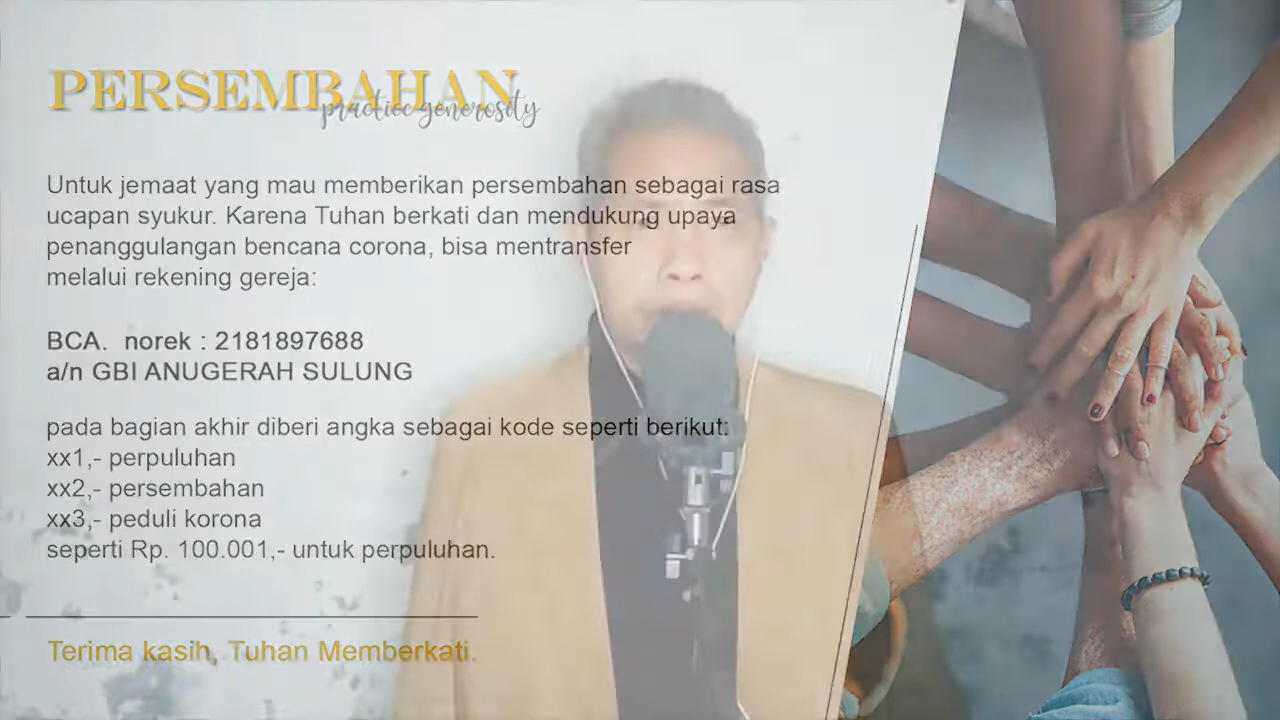 PERSEMBAHAN
practice generosity
Untuk jemaat yang mau memberikan persembahan sebagai rasa
ucapan syukur. Karena Tuhan berkati dan mendukung upaya
penanggulangan bencana corona, bisa mentransfer
melalui rekening gereja:
BCA.  norek : 2181897688
a/n GBI ANUGERAH SULUNG
pada bagian akhir diberi angka sebagai kode seperti berikut:
xx1,- perpuluhan
xx2,- persembahan
xx3,- peduli korona
seperti Rp. 100.001,- untuk perpuluhan.
Terima kasih, Tuhan Memberkati.